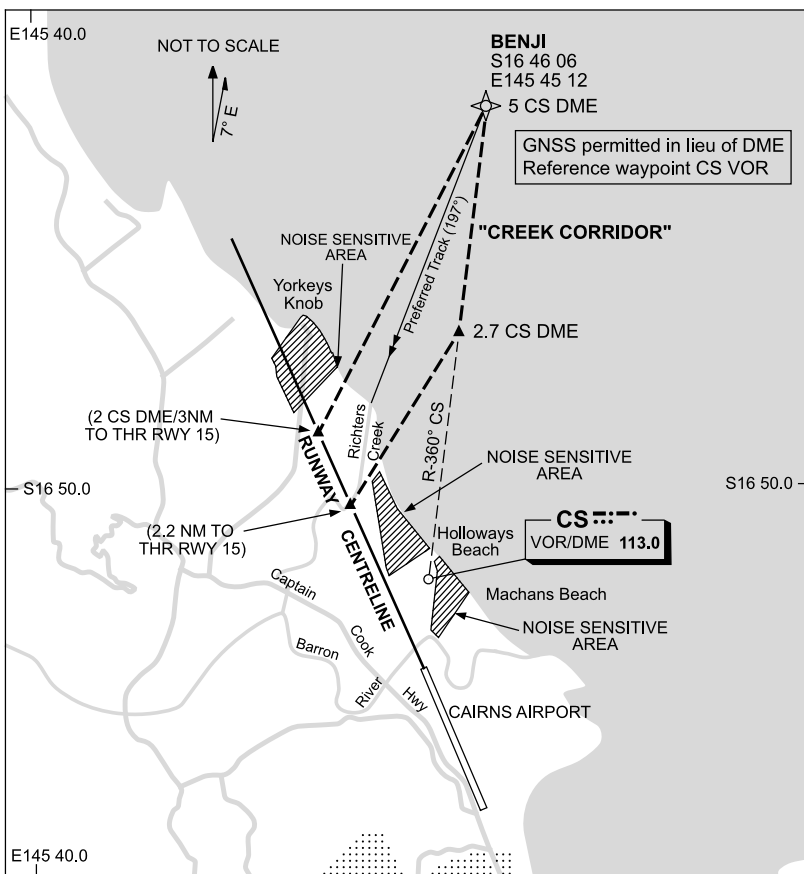 E145 40.0
NOT TO SCALE
7° E
BENJI
S16 46 06
E145 45 12
5 CS DME
GNSS permitted in lieu of DME
Reference waypoint CS VOR
"CREEK CORRIDOR"
Preferred Track (197°)
NOISE SENSITIVE
AREA
Yorkeys
Knob
2.7 CS DME
(2 CS DME/3NM
TO THR RWY 15)
Richters
Creek
R-360° CS
RUNWAY
CENTRELINE
NOISE SENSITIVE
AREA
S16 50.0
S16 50.0
(2.2 NM TO
THR RWY 15)
Holloways
Beach
CS
VOR/DME 113.0
Captain
Cook
Hwy
Machans Beach
NOISE SENSITIVE
AREA
Barron
River
CAIRNS AIRPORT
E145 40.0